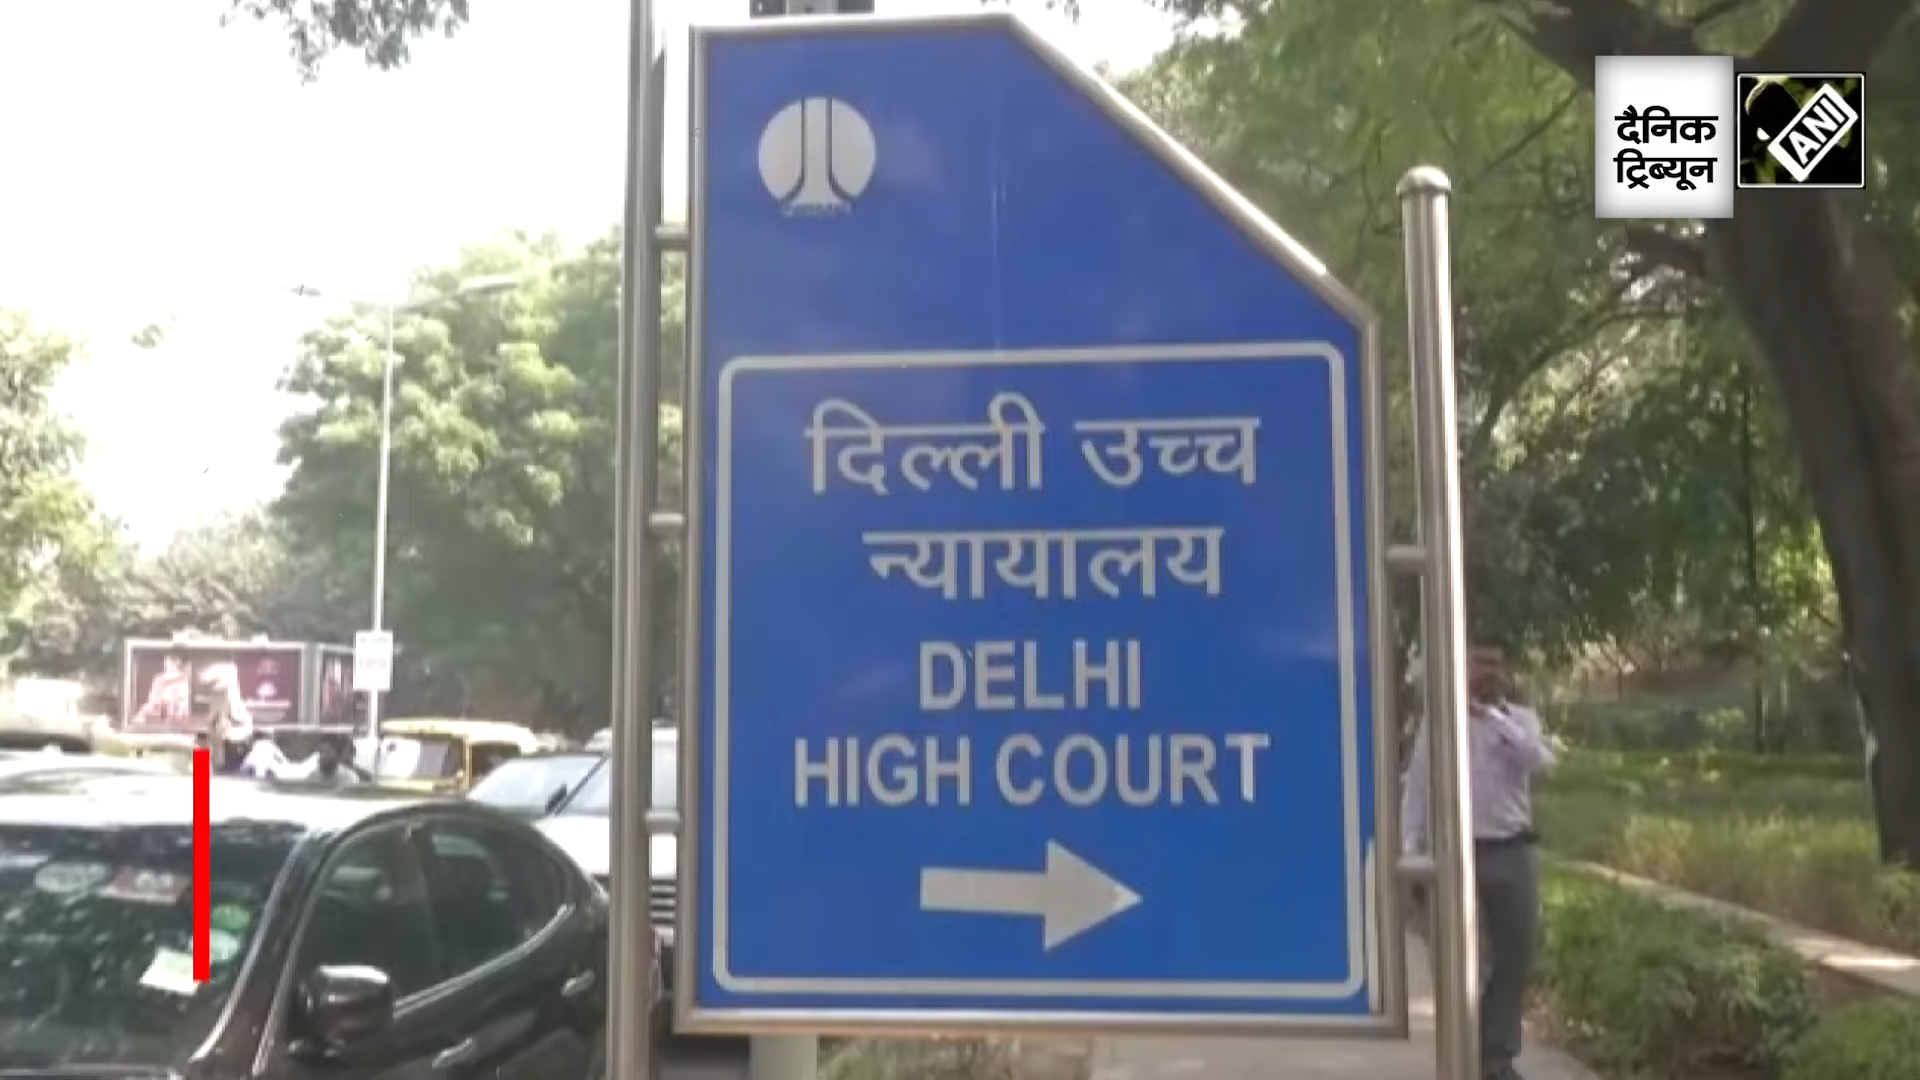 दैनिक
ट्रिब्यून
ANI
दिल्ली उच्च
न्यायालय
DELHI
HIGH COURT